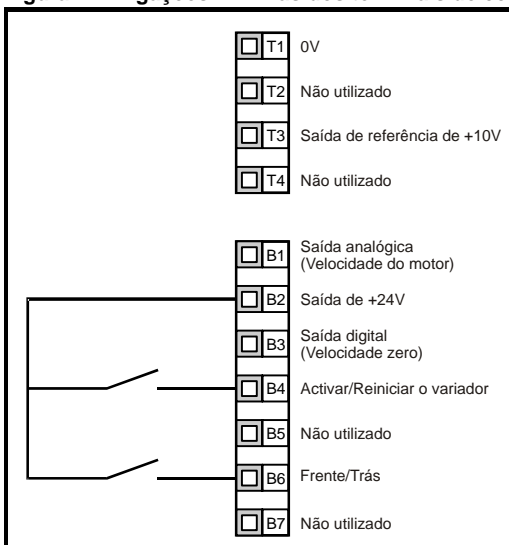 T1 0V
T2 Não utilizado
T3 Saída de referência de +10V
T4 Não utilizado
B1 Saída analógica
(Velocidade do motor)
B2 Saída de +24V
B3 Saída digital
(Velocidade zero)
B4 Activar/Reiniciar o variador
B5 Não utilizado
B6 Frente/Trás
B7 Não utilizado